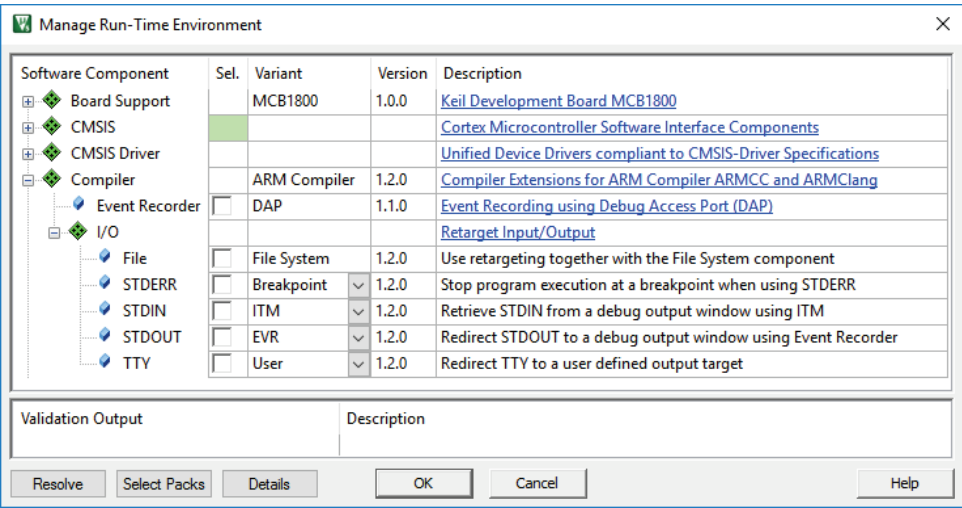 Manage Run-Time Environment
Software Component Sel. Variant Version Description
Board Support MCB1800 1.0.0 Keil Development Board MCB1800
CMSIS Cortex Microcontroller Software Interface Components
CMSIS Driver Unified Device Drivers compliant to CMSIS-Driver Specifications
Compiler ARM Compiler 1.2.0 Compiler Extensions for ARM Compiler ARMCC and ARMClang
Event Recorder DAP 1.1.0 Event Recording using Debug Access Port (DAP)
I/O Retarget Input/Output
File File System 1.2.0 Use retargeting together with the File System component
STDERR Breakpoint 1.2.0 Stop program execution at a breakpoint when using STDERR
STDIN ITM 1.2.0 Retrieve STDIN from a debug output window using ITM
STDOUT EVR 1.2.0 Redirect STDOUT to a debug output window using Event Recorder
TTY User 1.2.0 Redirect TTY to a user defined output target
Validation Output Description
Resolve Select Packs Details OK Cancel Help